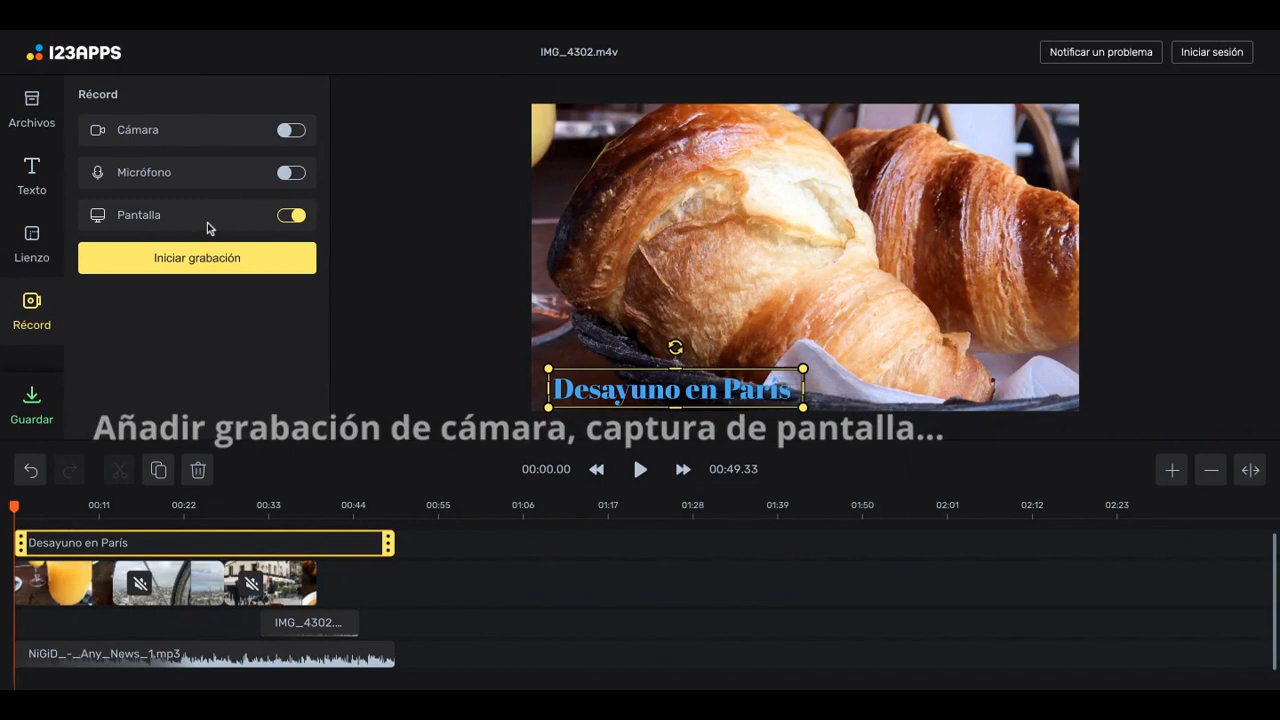 123APPS
IMG_4302.m4v
Notificar un problema
Iniciar sesión
Archivos
Texto
Lienzo
Récord
Guardar
Récord
Cámara
Micrófono
Pantalla
Iniciar grabación
Desayuno en París
Añadir grabación de cámara, captura de pantalla...
00:00.00
00:49.33
00:11 00:22 00:33 00:44 00:55 01:06 01:17 01:28 01:39 01:50 02:01 02:12 02:23
Desayuno en París
IMG_4302....
NiGiD_-_Any_News_1.mp3